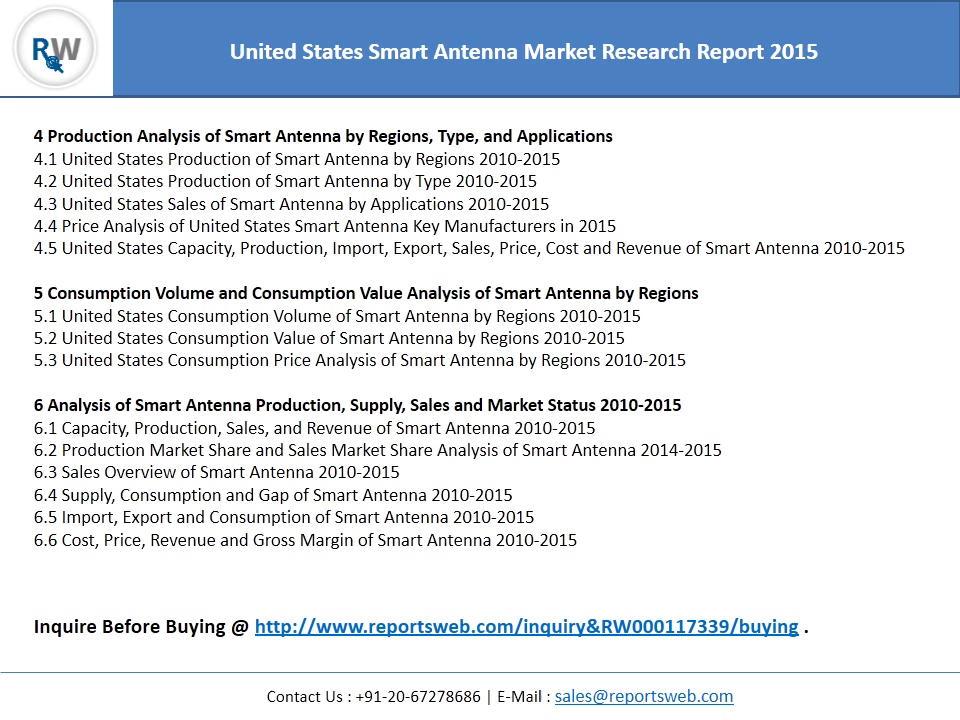 RW
United States Smart Antenna Market Research Report 2015
4 Production Analysis of Smart Antenna by Regions, Type, and Applications
4.1 United States Production of Smart Antenna by Regions 2010-2015
4.2 United States Production of Smart Antenna by Type 2010-2015
4.3 United States Sales of Smart Antenna by Applications 2010-2015
4.4 Price Analysis of United States Smart Antenna Key Manufacturers in 2015
4.5 United States Capacity, Production, Import, Export, Sales, Price, Cost and Revenue of Smart Antenna 2010-2015
5 Consumption Volume and Consumption Value Analysis of Smart Antenna by Regions
5.1 United States Consumption Volume of Smart Antenna by Regions 2010-2015
5.2 United States Consumption Value of Smart Antenna by Regions 2010-2015
5.3 United States Consumption Price Analysis of Smart Antenna by Regions 2010-2015
6 Analysis of Smart Antenna Production, Supply, Sales and Market Status 2010-2015
6.1 Capacity, Production, Sales, and Revenue of Smart Antenna 2010-2015
6.2 Production Market Share and Sales Market Share Analysis of Smart Antenna 2014-2015
6.3 Sales Overview of Smart Antenna 2010-2015
6.4 Supply, Consumption and Gap of Smart Antenna 2010-2015
6.5 Import, Export and Consumption of Smart Antenna 2010-2015
6.6 Cost, Price, Revenue and Gross Margin of Smart Antenna 2010-2015
Inquire Before Buying @ http://www.reportsweb.com/inquiry&RW000117339/buying .
Contact Us : +91-20-67278686 | E-Mail : sales@reportsweb.com